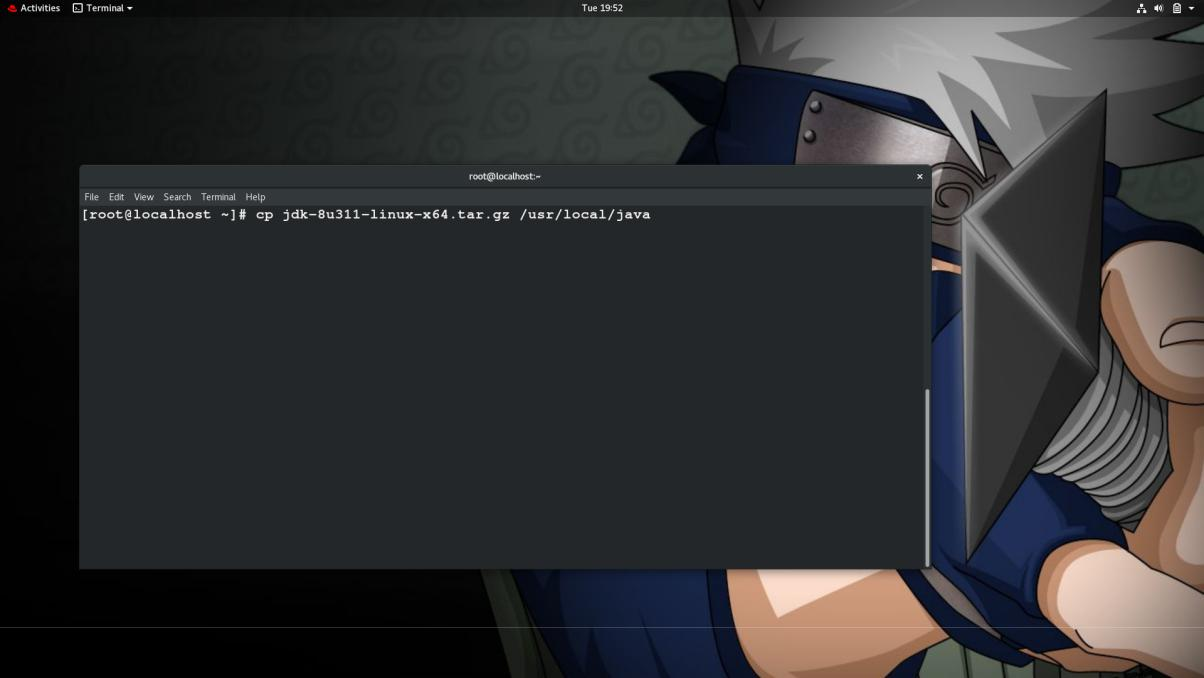 Activities Terminal Tue 19:52
root@localhost:~
File Edit View Search Terminal Help
[root@localhost ~]# cp jdk-8u311-linux-x64.tar.gz /usr/local/java